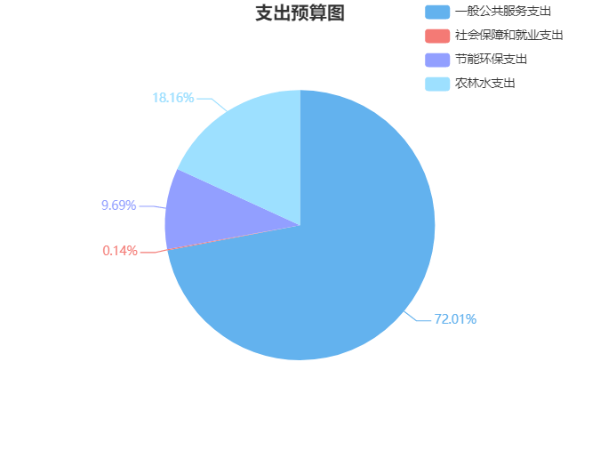 支出预算图
一般公共服务支出
社会保障和就业支出
节能环保支出
农林水支出
18.16%
9.69%
0.14%
72.01%